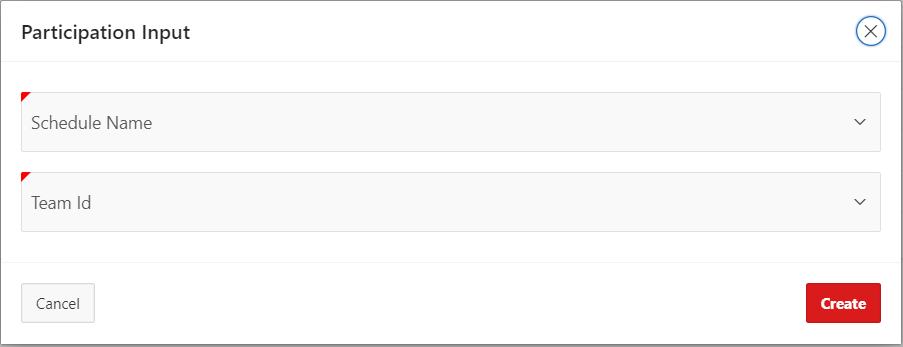 Participation Input
Schedule Name
Team Id
Cancel
Create